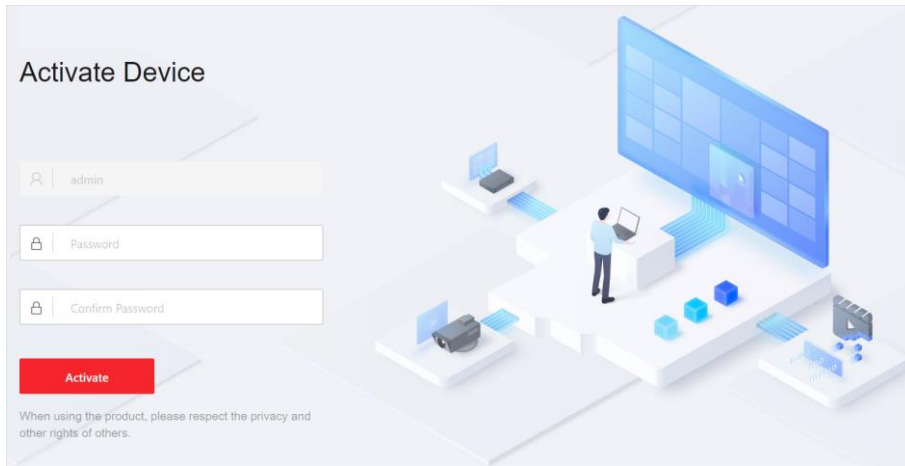 Activate Device
admin
Password
Confirm Password
Activate
When using the product, please respect the privacy and
other rights of others.